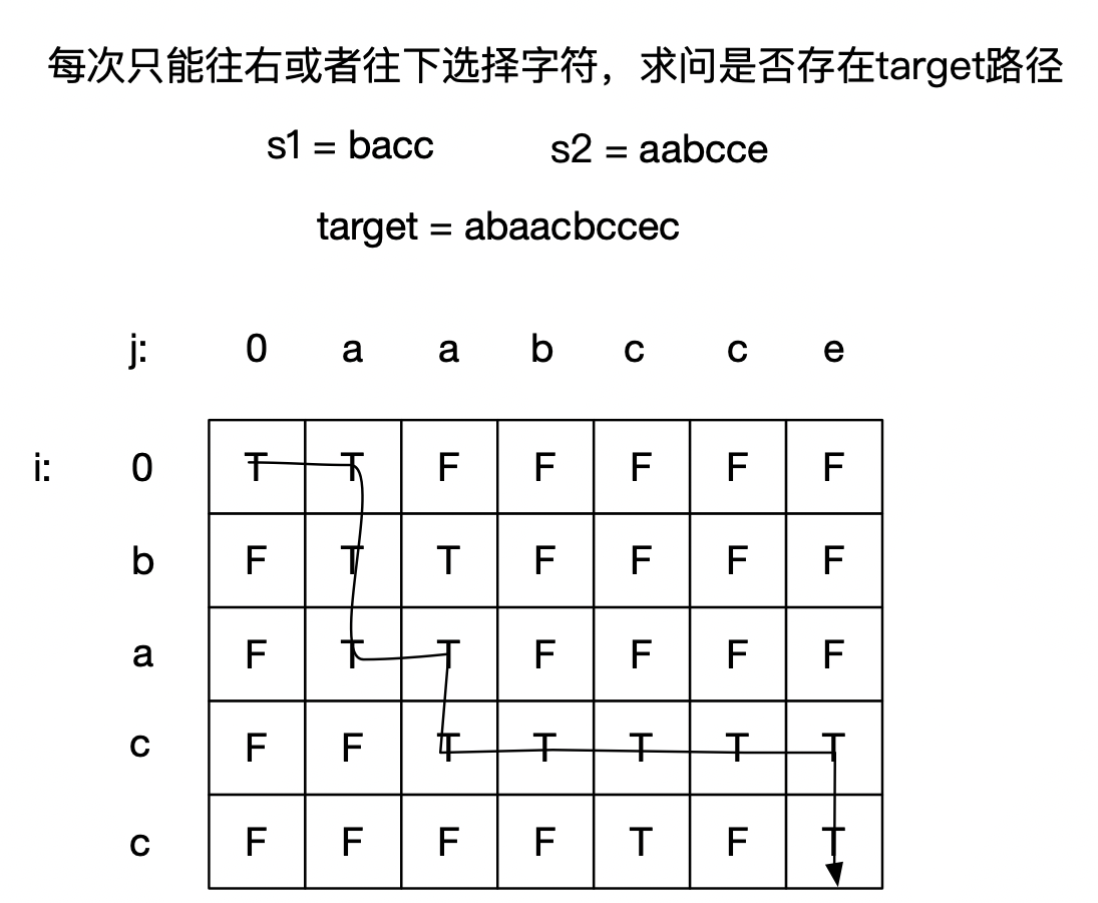 每次只能往右或者往下选择字符，求问是否存在target路径
s1 = bacc s2 = aabcce
target = abaacbccec
j: 0 a a b c c e
i: 0 T T F F F F F
b F T T F F F F
a F T T F F F F
c F F T T T T T
c F F F F T F T